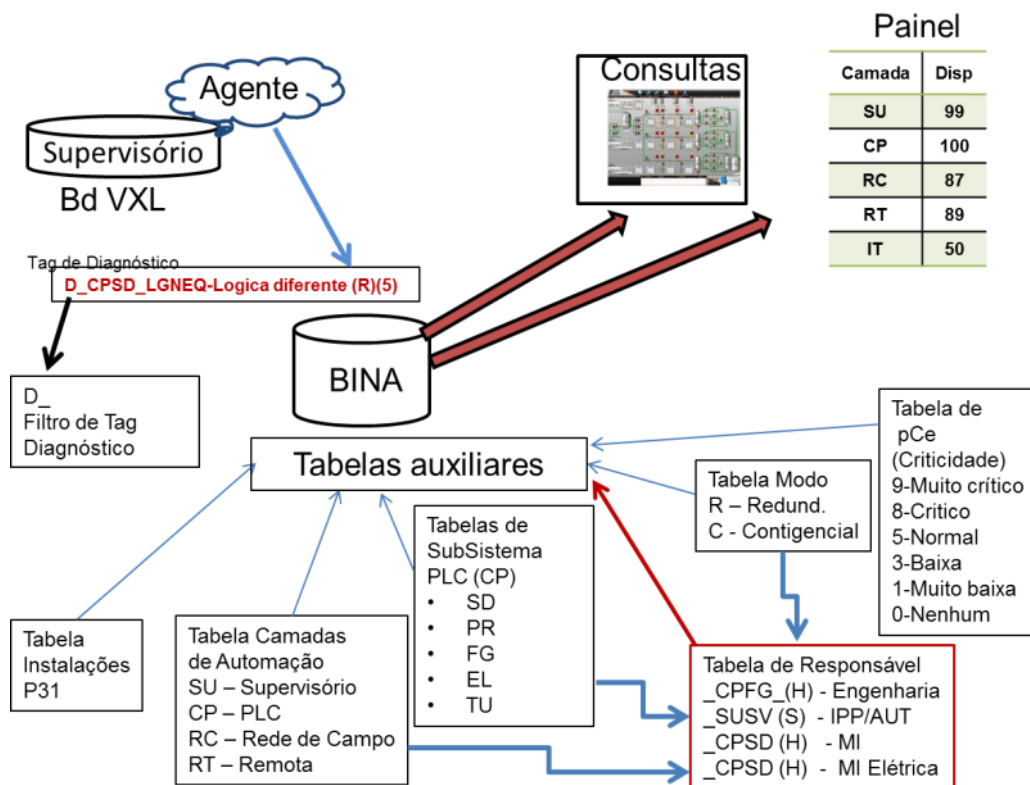 Painel
Camada Disp
SU 99
CP 100
RC 87
RT 89
IT 50
Consultas
Agente
Supervisório
Bd VXL
Tag de Diagnóstico
D_CPSD_LGNEQ-Logica diferente (R)(5)
BINA
D_
Filtro de Tag
Diagnóstico
Tabelas auxiliares
Tabela de
pCe
(Criticidade)
9-Muito crítico
8-Critico
5-Normal
3-Baixa
1-Muito baixa
0-Nenhum
Tabela Modo
R – Redund.
C - Contigencial
Tabelas de
SubSistema
PLC (CP)
• SD
• PR
• FG
• EL
• TU
Tabela
Instalações
P31
Tabela Camadas
de Automação
SU – Supervisório
CP – PLC
RC – Rede de Campo
RT – Remota
Tabela de Responsável
_CPFG_(H) - Engenharia
_SUSV (S) - IPP/AUT
_CPSD (H) - MI
_CPSD (H) - MI Elétrica